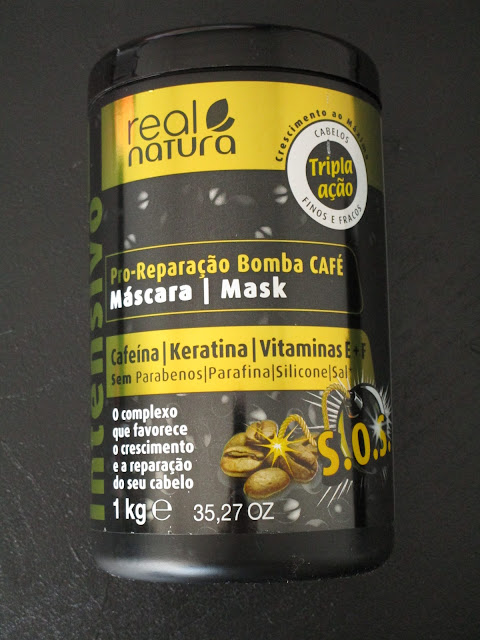 real
natura
Crescimento ao Máximo
CABELOS
Tripla
ação
FINOS E FRACOS
Intensivo
Pro-Reparação Bomba CAFÉ
Máscara | Mask
Cafeína|Keratina|Vitaminas E + F
Sem Parabenos|Parafina|Silicone|Sal
O complexo
que favorece
o crescimento
e a reparação
do seu cabelo
S.O.S.
1 kg e 35,27 OZ